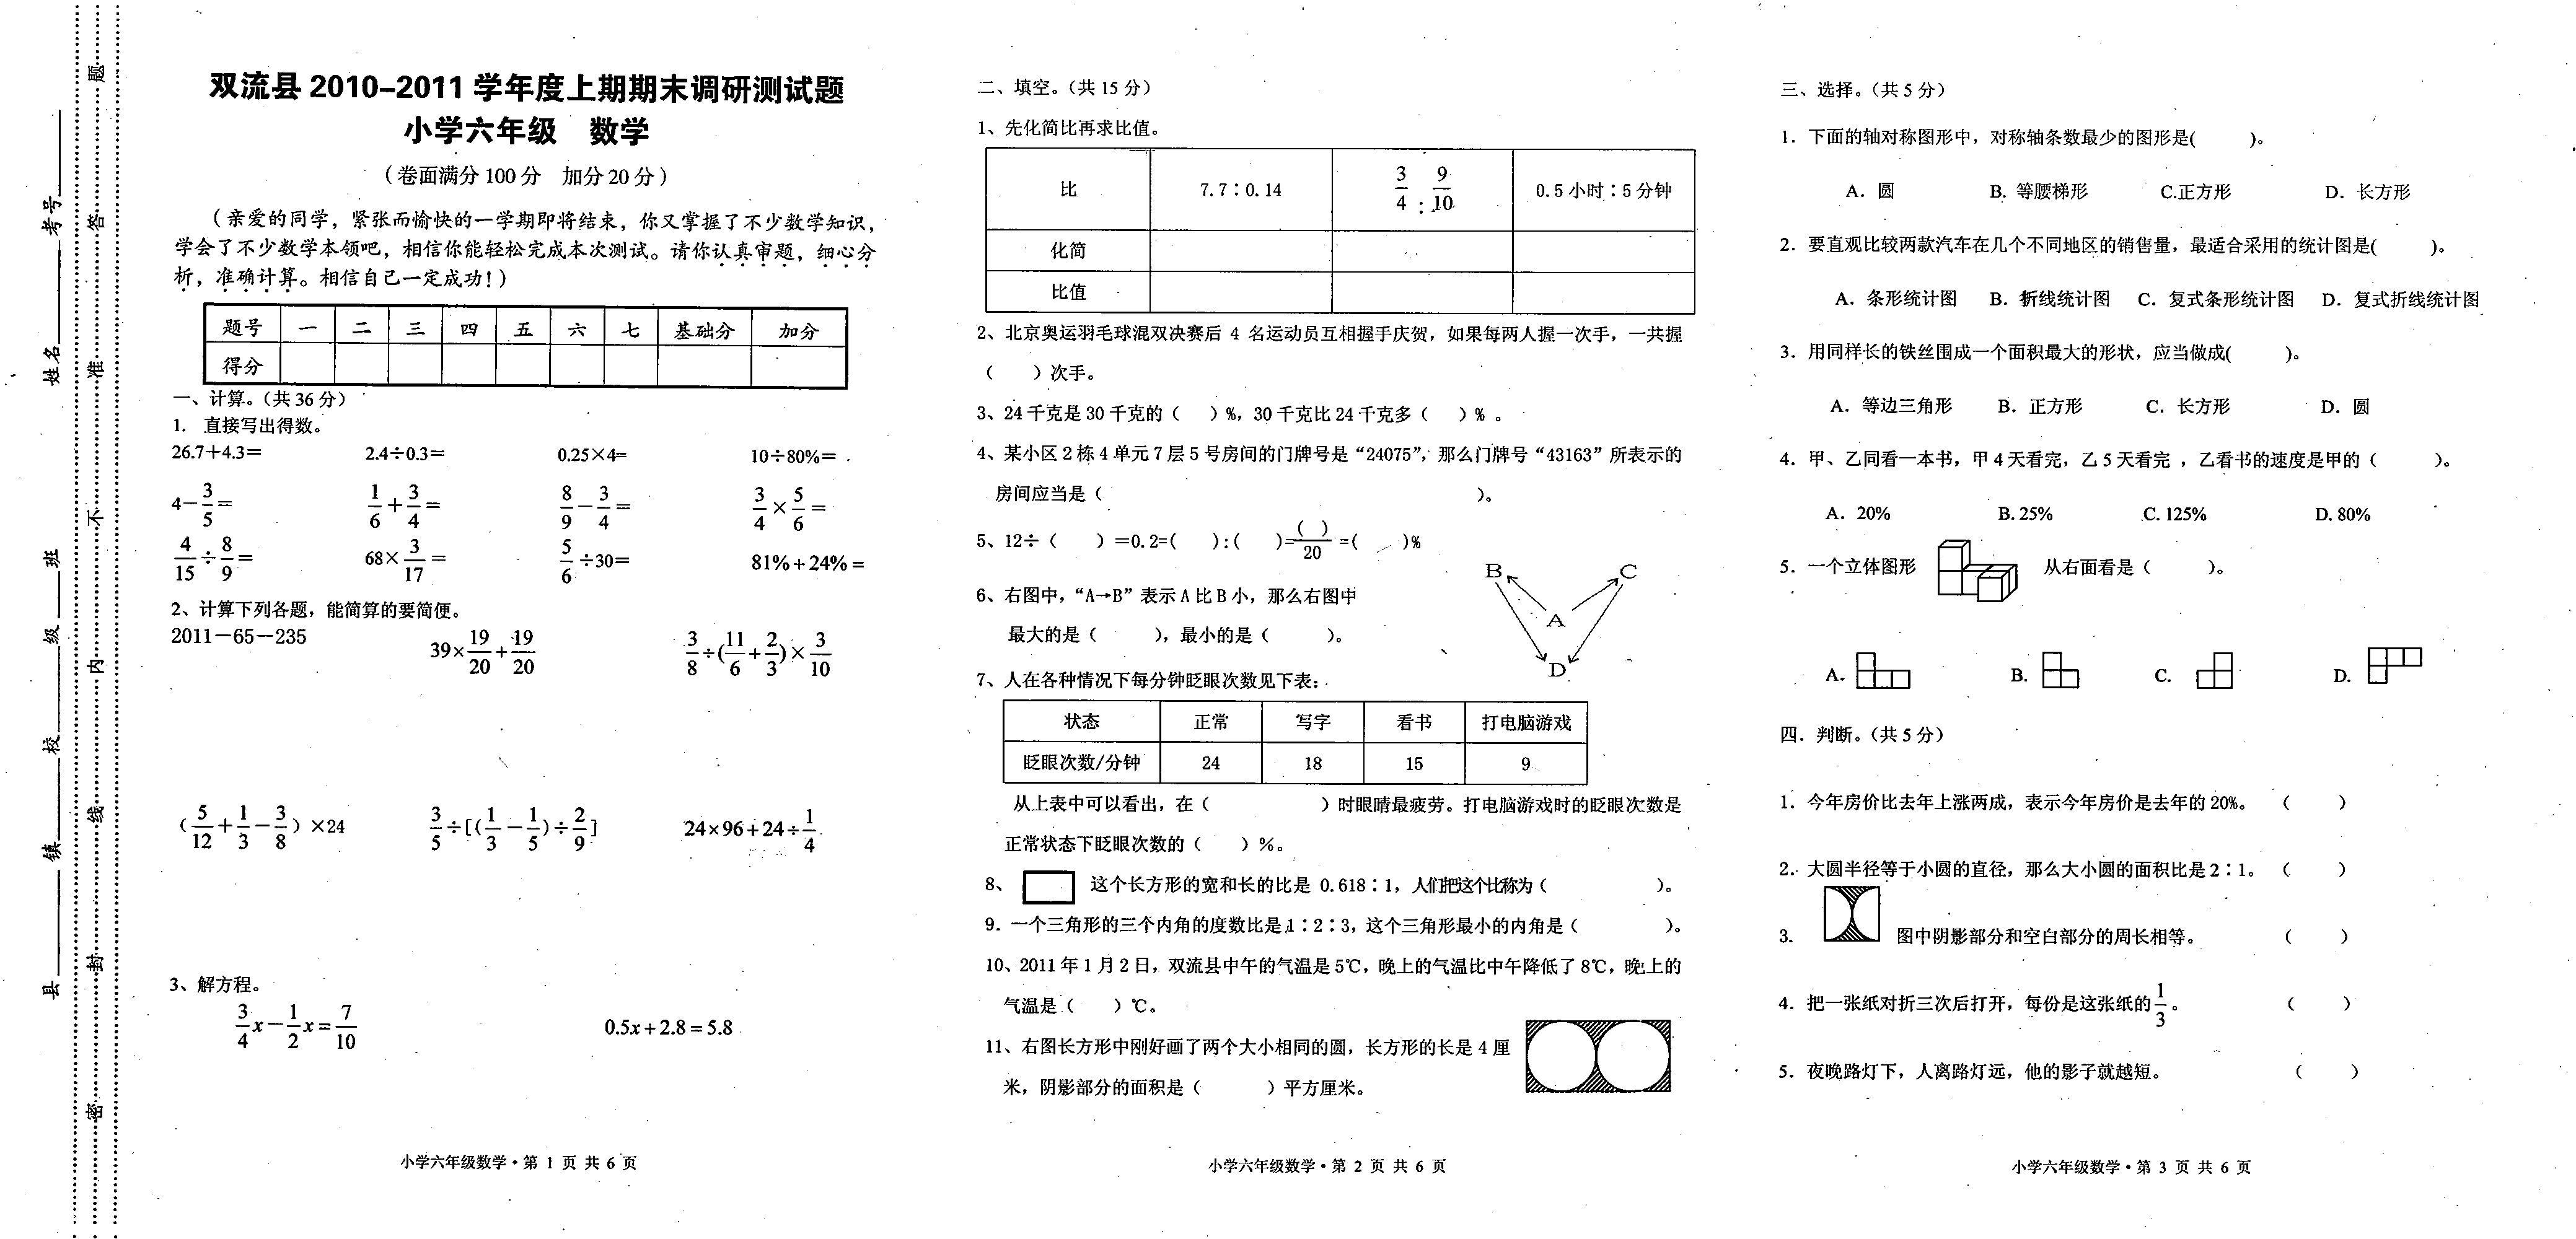 双流县 2010-2011 学年度上期期末调研测试题
小学六年级 数学
（卷面满分 100 分 加分 20 分）
（亲爱的同学，紧张而愉快的一学期即将结束，你又掌握了不少数学知识，
学会了不少数学本领吧，相信你能轻松完成本次测试。请你认真审题，细心分
析，准确计算。相信自己一定成功！）
题号 一 二 三 四 五 六 七 基础分 加分
得分
一、计算。（共 36 分）
1. 直接写出得数。
26.7＋4.3＝ 2.4÷0.3＝ 0.25×4= 10÷80%＝
4－3/5＝ 1/6＋3/4＝ 8/9－3/4＝ 3/4×5/6＝
4/15÷8/9＝ 68×3/17＝ 5/6÷30＝ 81%＋24%＝
2、计算下列各题，能简算的要简便。
2011－65－235 39×19/20＋19/20 3/8÷(11/6＋2/3)×3/10
(5/12＋1/3－3/8)×24 3/5÷[(1/3－1/5)÷2/9] 24×96＋24÷1/4
3、解方程。
3/4x－1/2x＝7/10 0.5x＋2.8＝5.8
小学六年级数学·第 1 页 共 6 页
县 镇 校 级 班 姓名 考号
密 封 线 内 不 准 答 题
二、填空。（共 15 分）
1、先化简比再求比值。
比 7.7∶0.14 3/4∶9/10 0.5 小时∶5 分钟
化简
比值
2、北京奥运羽毛球混双决赛后 4 名运动员互相握手庆贺，如果每两人握一次手，一共握
（ ）次手。
3、24 千克是 30 千克的（ ）%，30 千克比 24 千克多（ ）% 。
4、某小区 2 栋 4 单元 7 层 5 号房间的门牌号是“24075”，那么门牌号“43163”所表示的
房间应当是（ ）。
5、12÷（ ）＝0.2=( )∶( )=( )/20 =( )%
6、右图中，“A→B”表示 A 比 B 小，那么右图中
最大的是（ ），最小的是（ ）。
B C
A
D
7、人在各种情况下每分钟眨眼次数见下表：
状态 正常 写字 看书 打电脑游戏
眨眼次数/分钟 24 18 15 9
从上表中可以看出，在（ ）时眼睛最疲劳。打电脑游戏时的眨眼次数是
正常状态下眨眼次数的（ ）%。
8、 这个长方形的宽和长的比是 0.618∶1，人们把这个比称为（ ）。
9. 一个三角形的三个内角的度数比是 1∶2∶3，这个三角形最小的内角是（ ）。
10、2011 年 1 月 2 日，双流县中午的气温是 5℃，晚上的气温比中午降低了 8℃，晚上的
气温是（ ）℃。
11、右图长方形中刚好画了两个大小相同的圆，长方形的长是 4 厘
米，阴影部分的面积是（ ）平方厘米。
小学六年级数学·第 2 页 共 6 页
三、选择。（共 5 分）
1. 下面的轴对称图形中，对称轴条数最少的图形是( )。
A. 圆 B. 等腰梯形 C.正方形 D. 长方形
2. 要直观比较两款汽车在几个不同地区的销售量，最适合采用的统计图是( )。
A. 条形统计图 B. 折线统计图 C. 复式条形统计图 D. 复式折线统计图
3. 用同样长的铁丝围成一个面积最大的形状，应当做成( )。
A. 等边三角形 B. 正方形 C. 长方形 D. 圆
4. 甲、乙同看一本书，甲 4 天看完，乙 5 天看完 ，乙看书的速度是甲的（ ）。
A. 20% B. 25% C. 125% D. 80%
5. 一个立体图形 从右面看是（ ）。
A. B. C. D.
四. 判断。（共 5 分）
1. 今年房价比去年上涨两成，表示今年房价是去年的 20%。 （ ）
2. 大圆半径等于小圆的直径，那么大小圆的面积比是 2∶1。 （ ）
3. 图中阴影部分和空白部分的周长相等。 （ ）
4. 把一张纸对折三次后打开，每份是这张纸的1/3。 （ ）
5. 夜晚路灯下，人离路灯远，他的影子就越短。 （ ）
小学六年级数学·第 3 页 共 6 页